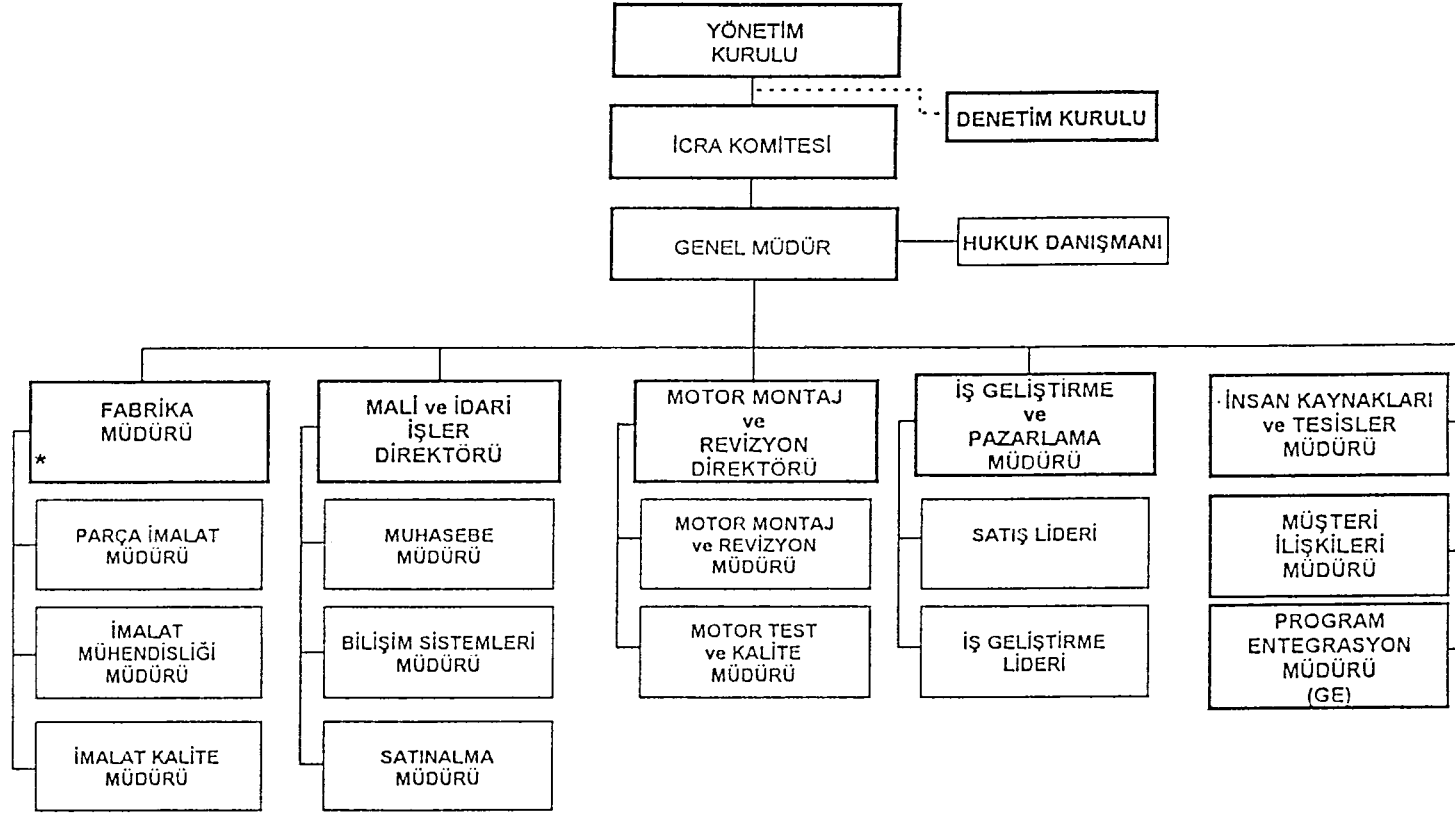 YÖNETİM
KURULU
DENETİM KURULU
İCRA KOMİTESİ
GENEL MÜDÜR
HUKUK DANIŞMANI
FABRİKA
MÜDÜRÜ
*
PARÇA İMALAT
MÜDÜRÜ
İMALAT
MÜHENDİSLİĞİ
MÜDÜRÜ
İMALAT KALİTE
MÜDÜRÜ
MALİ ve İDARİ
İŞLER
DİREKTÖRÜ
MUHASEBE
MÜDÜRÜ
BİLİŞİM SİSTEMLERİ
MÜDÜRÜ
SATINALMA
MÜDÜRÜ
MOTOR MONTAJ
ve
REVİZYON
DİREKTÖRÜ
MOTOR MONTAJ
ve REVİZYON
MÜDÜRÜ
MOTOR TEST
ve KALİTE
MÜDÜRÜ
İŞ GELİŞTİRME
ve
PAZARLAMA
MÜDÜRÜ
SATIŞ LİDERİ
İŞ GELİŞTİRME
LİDERİ
İNSAN KAYNAKLARI
ve TESİSLER
MÜDÜRÜ
MÜŞTERİ
İLİŞKİLERİ
MÜDÜRÜ
PROGRAM
ENTEGRASYON
MÜDÜRÜ
(GE)